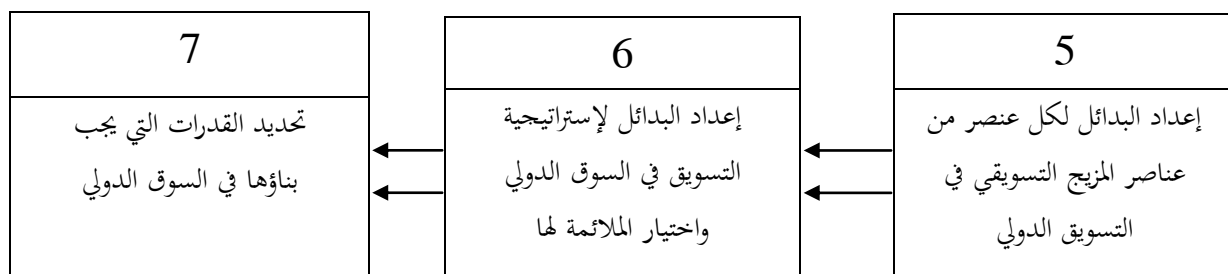 5
إعداد البدائل لكل عنصر من
عناصر المزيج التسويقي في
التسويق الدولي
6
إعداد البدائل لإستراتيجية
التسويق في السوق الدولي
واختيار الملائمة لها
7
تحديد القدرات التي يجب
بناؤها في السوق الدولي